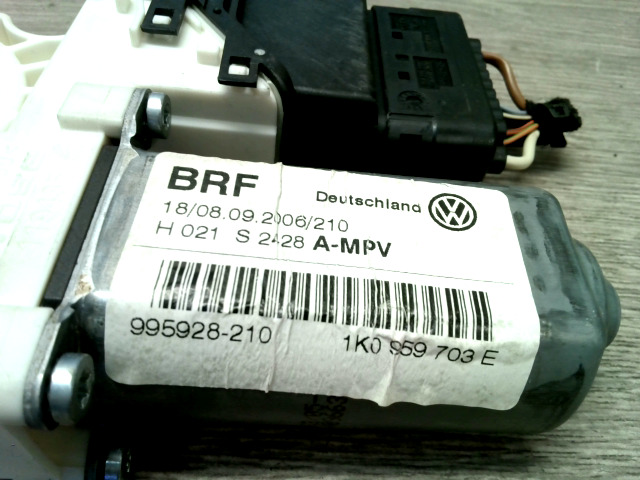 BRF Deutschland
18/08.09.2006/210
H 021 S 2428 A-MPV
995928-210 1K0 959 703 E